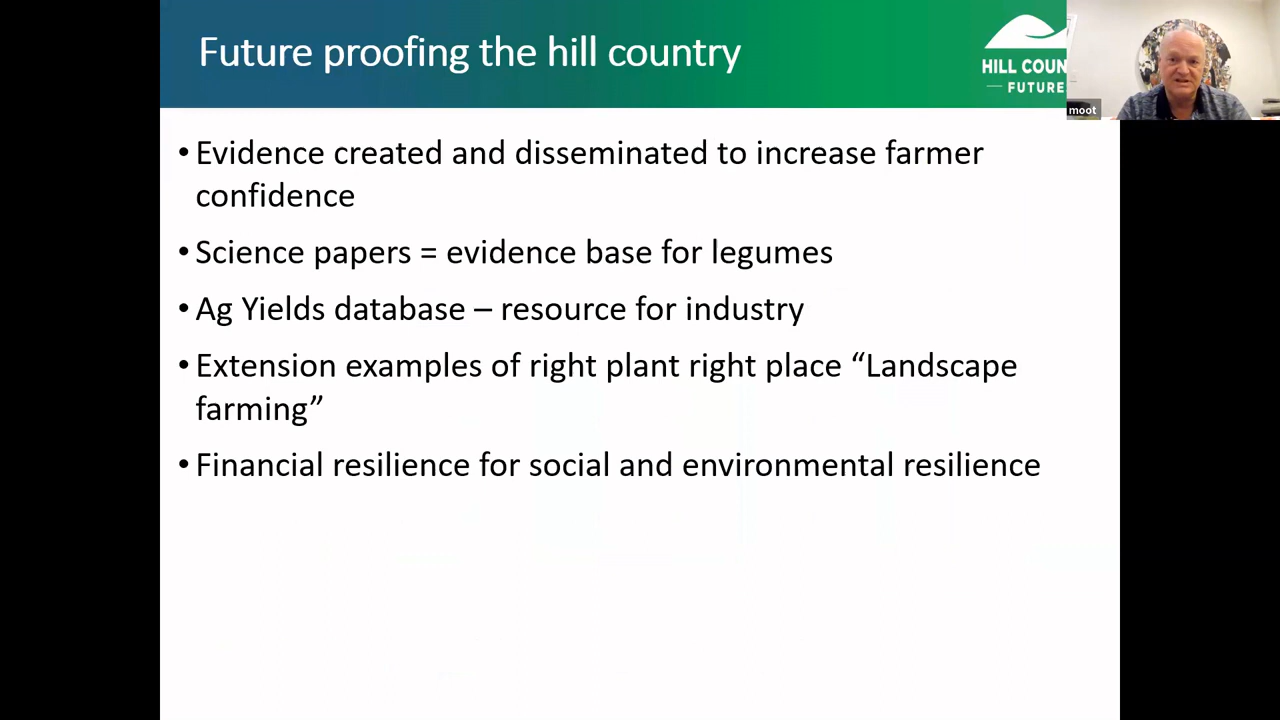 Future proofing the hill country
HILL COUN
FUTURE
moot
• Evidence created and disseminated to increase farmer
confidence
• Science papers = evidence base for legumes
• Ag Yields database – resource for industry
• Extension examples of right plant right place “Landscape
farming”
• Financial resilience for social and environmental resilience